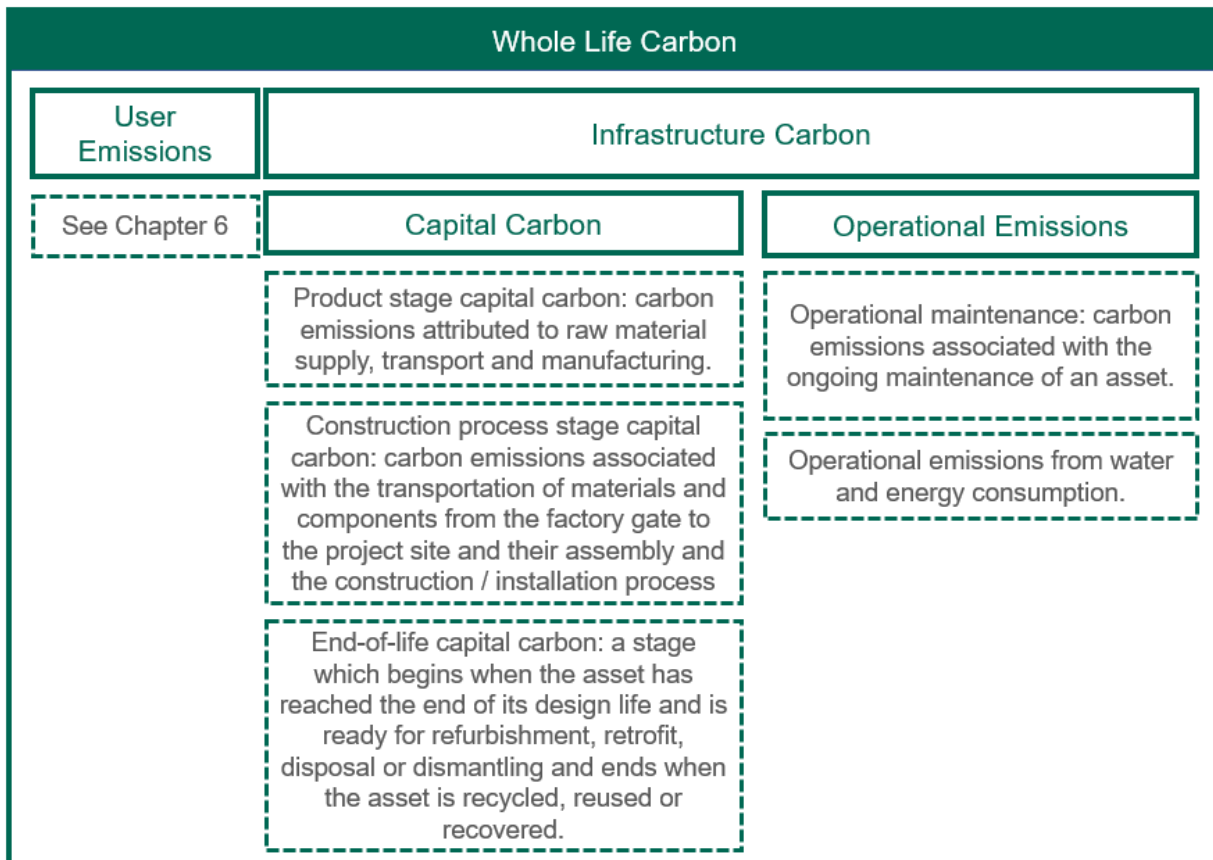 Whole Life Carbon
User
Emissions
Infrastructure Carbon
See Chapter 6
Capital Carbon
Operational Emissions
Product stage capital carbon: carbon
emissions attributed to raw material
supply, transport and manufacturing.
Construction process stage capital
carbon: carbon emissions associated
with the transportation of materials and
components from the factory gate to
the project site and their assembly and
the construction / installation process
End-of-life capital carbon: a stage
which begins when the asset has
reached the end of its design life and is
ready for refurbishment, retrofit,
disposal or dismantling and ends when
the asset is recycled, reused or
recovered.
Operational maintenance: carbon
emissions associated with the
ongoing maintenance of an asset.
Operational emissions from water
and energy consumption.